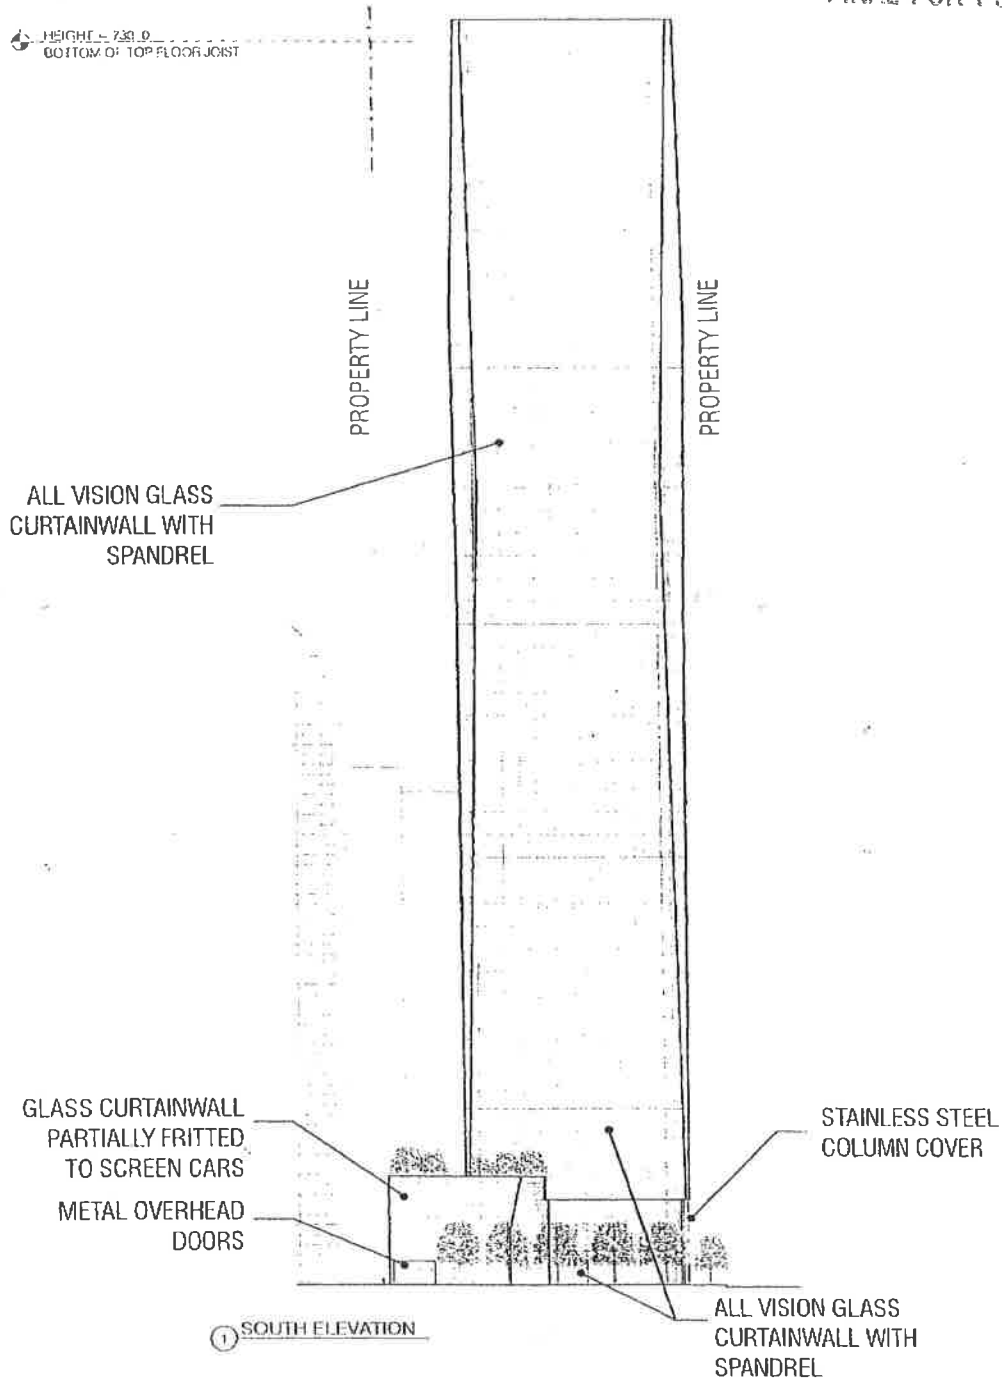 BOTTOM OF TOP FLOOR JOIST
PROPERTY LINE
PROPERTY LINE
ALL VISION GLASS
CURTAINWALL WITH
SPANDREL
GLASS CURTAINWALL
PARTIALLY FRITTED
TO SCREEN CARS
METAL OVERHEAD
DOORS
STAINLESS STEEL
COLUMN COVER
ALL VISION GLASS
CURTAINWALL WITH
SPANDREL
1 SOUTH ELEVATION